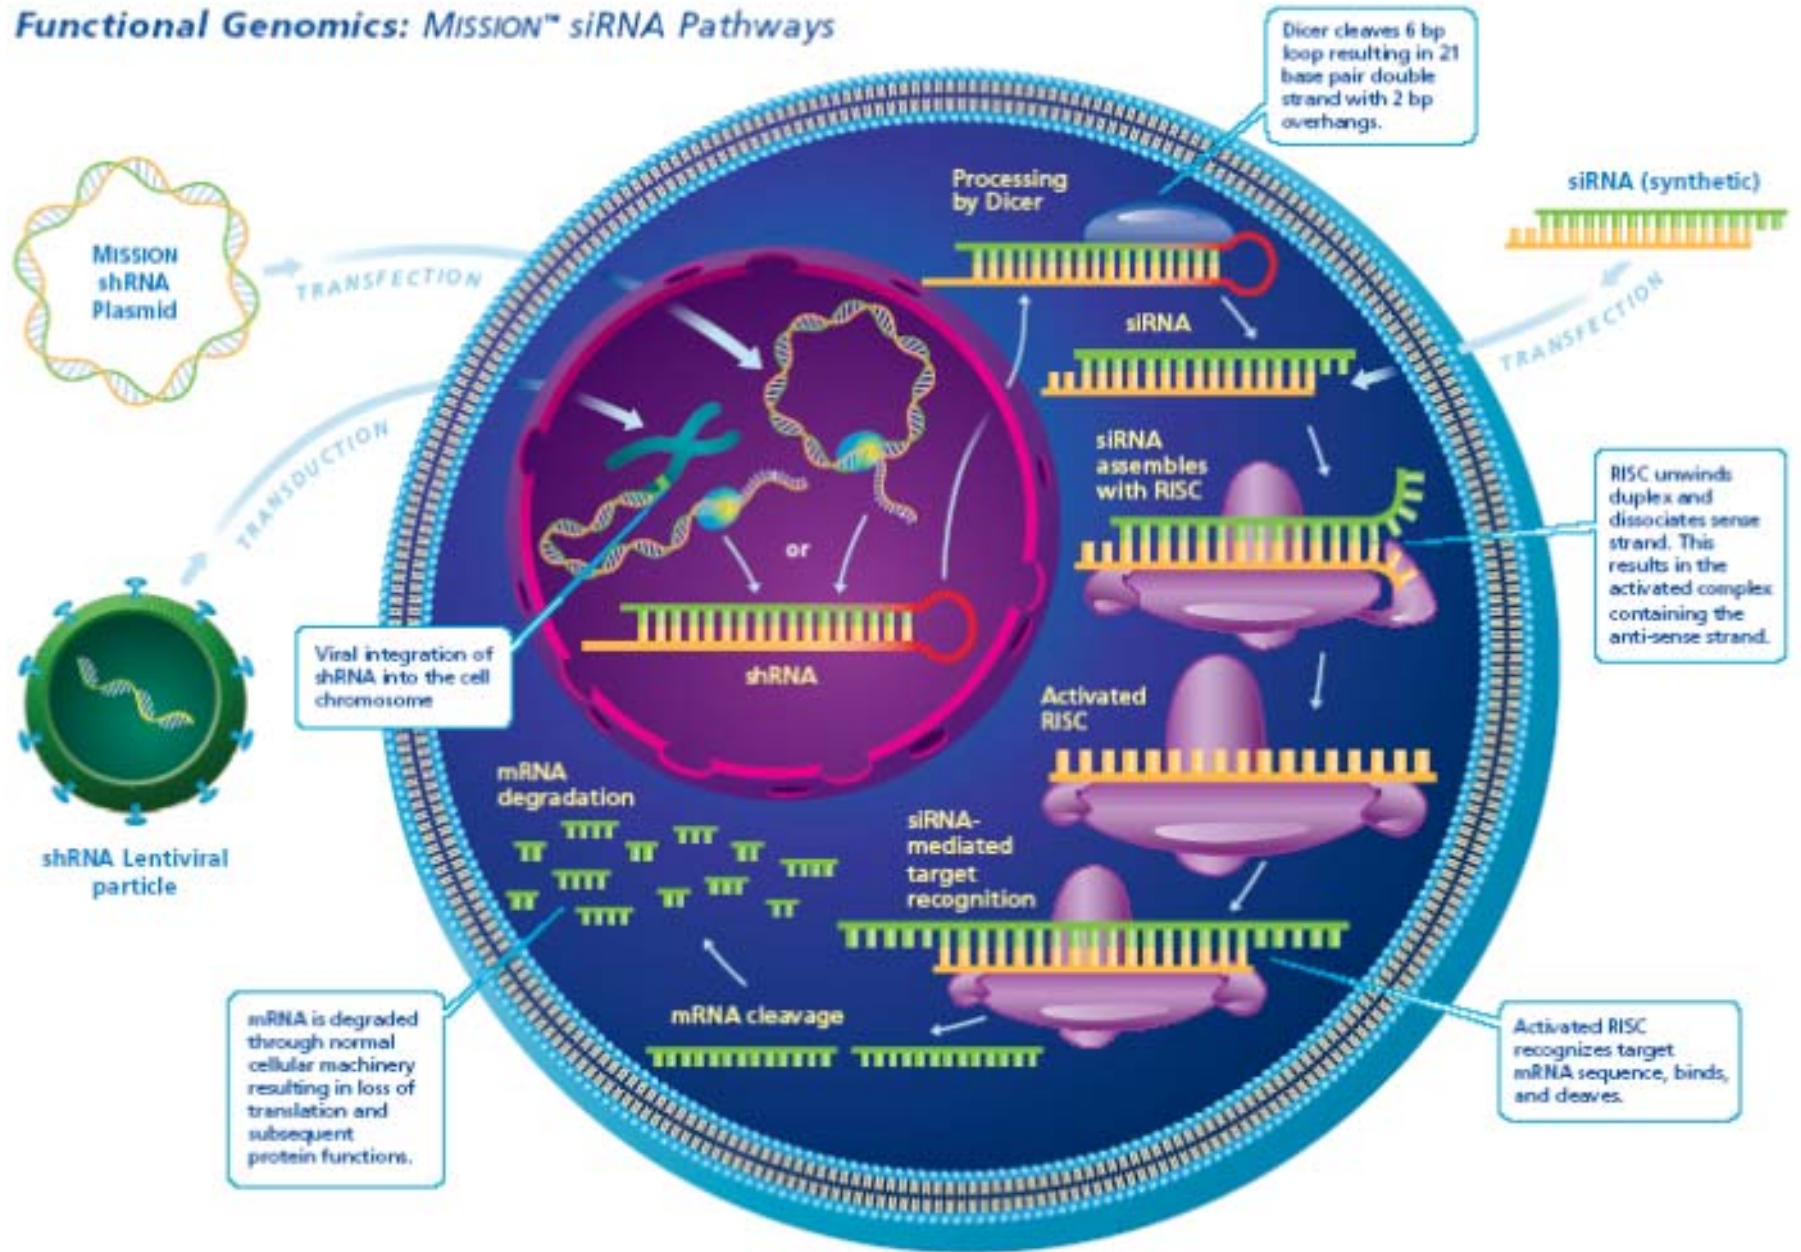 Functional Genomics: MISSION™ siRNA Pathways
Dicer cleaves 6 bp
loop resulting in 21
base pair double
strand with 2 bp
overhangs.
siRNA (synthetic)
TRANSFECTION
MISSION
shRNA
Plasmid
TRANSFECTION
TRANSDUCTION
shRNA Lentiviral
particle
Processing
by Dicer
siRNA
siRNA
assembles
with RISC
RISC unwinds
duplex and
dissociates sense
strand. This
results in the
activated complex
containing the
anti-sense strand.
or
shRNA
Viral integration of
shRNA into the cell
chromosome
Activated
RISC
siRNA-
mediated
target
recognition
Activated RISC
recognizes target
mRNA sequence, binds,
and cleaves.
mRNA cleavage
mRNA
degradation
mRNA is degraded
through normal
cellular machinery
resulting in loss of
translation and
subsequent
protein functions.